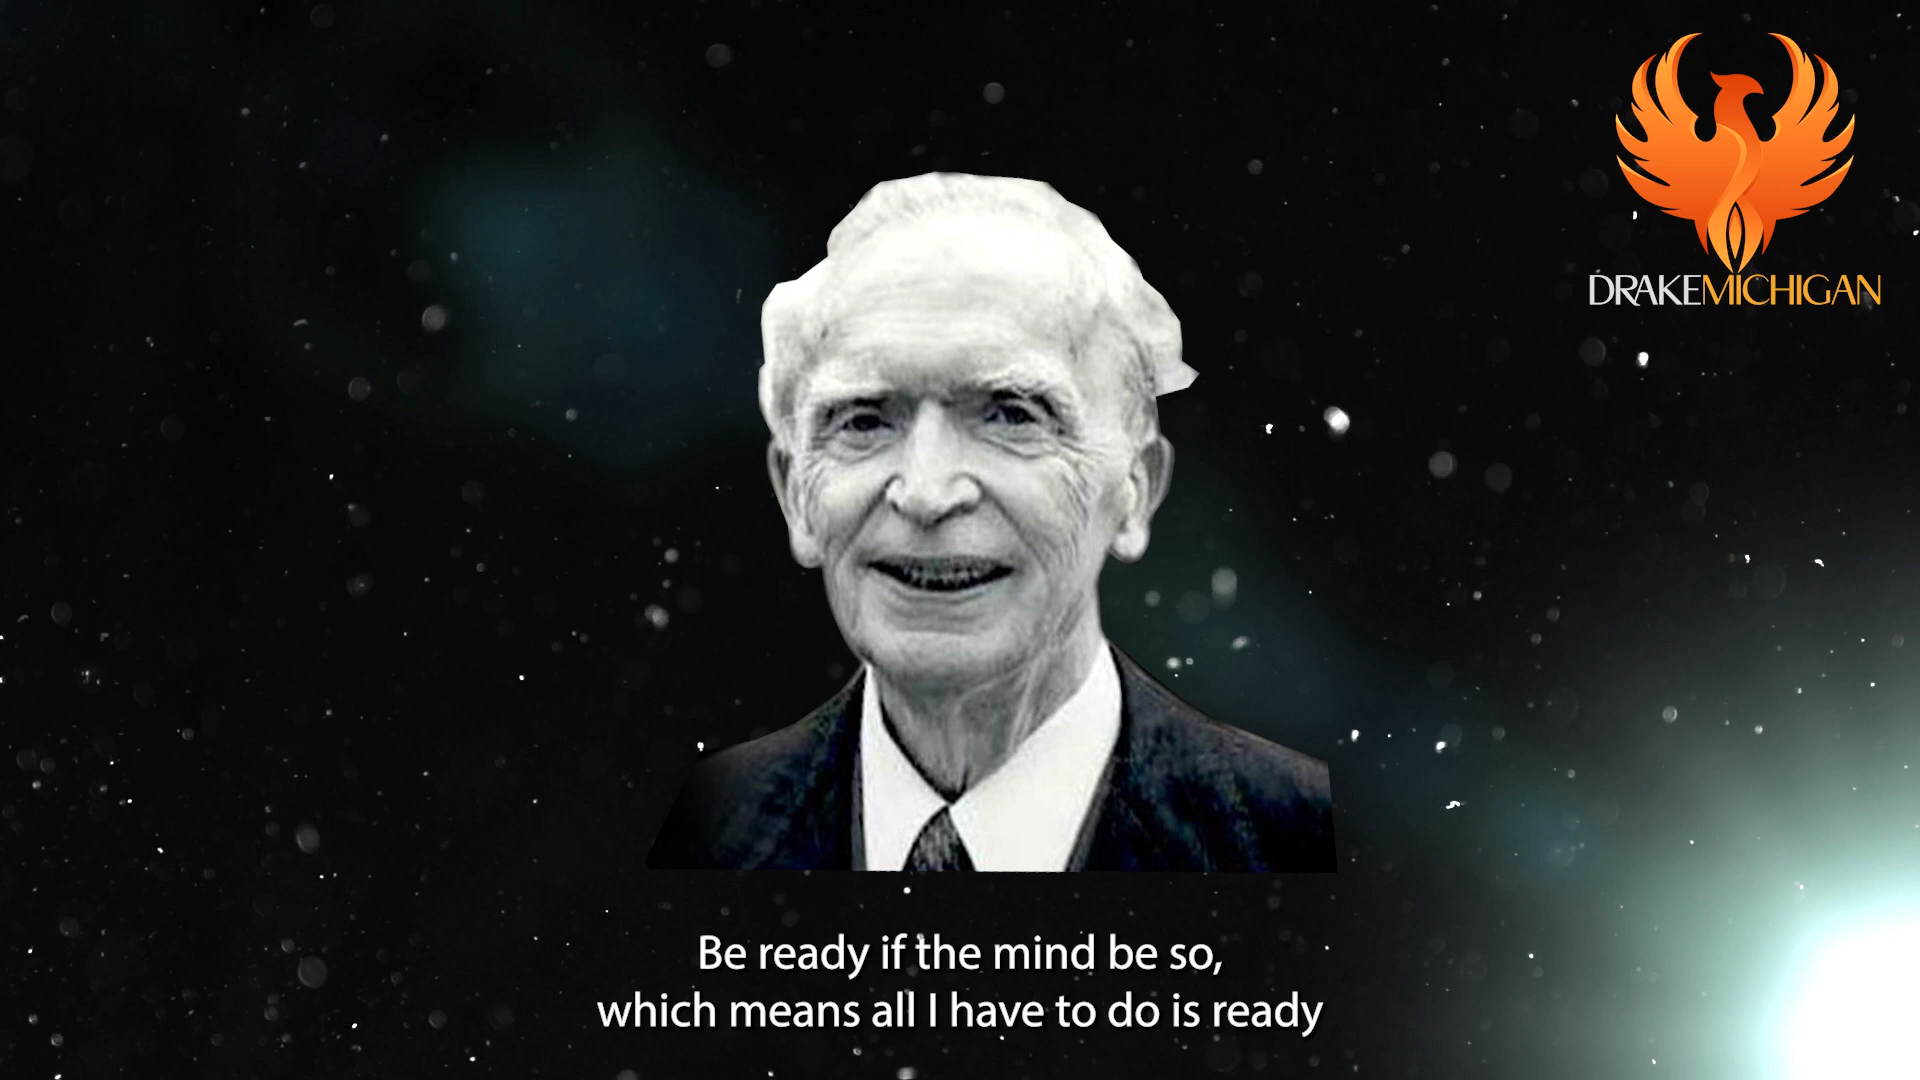 DRAKEMICHIGAN
Be ready if the mind be so,
which means all I have to do is ready